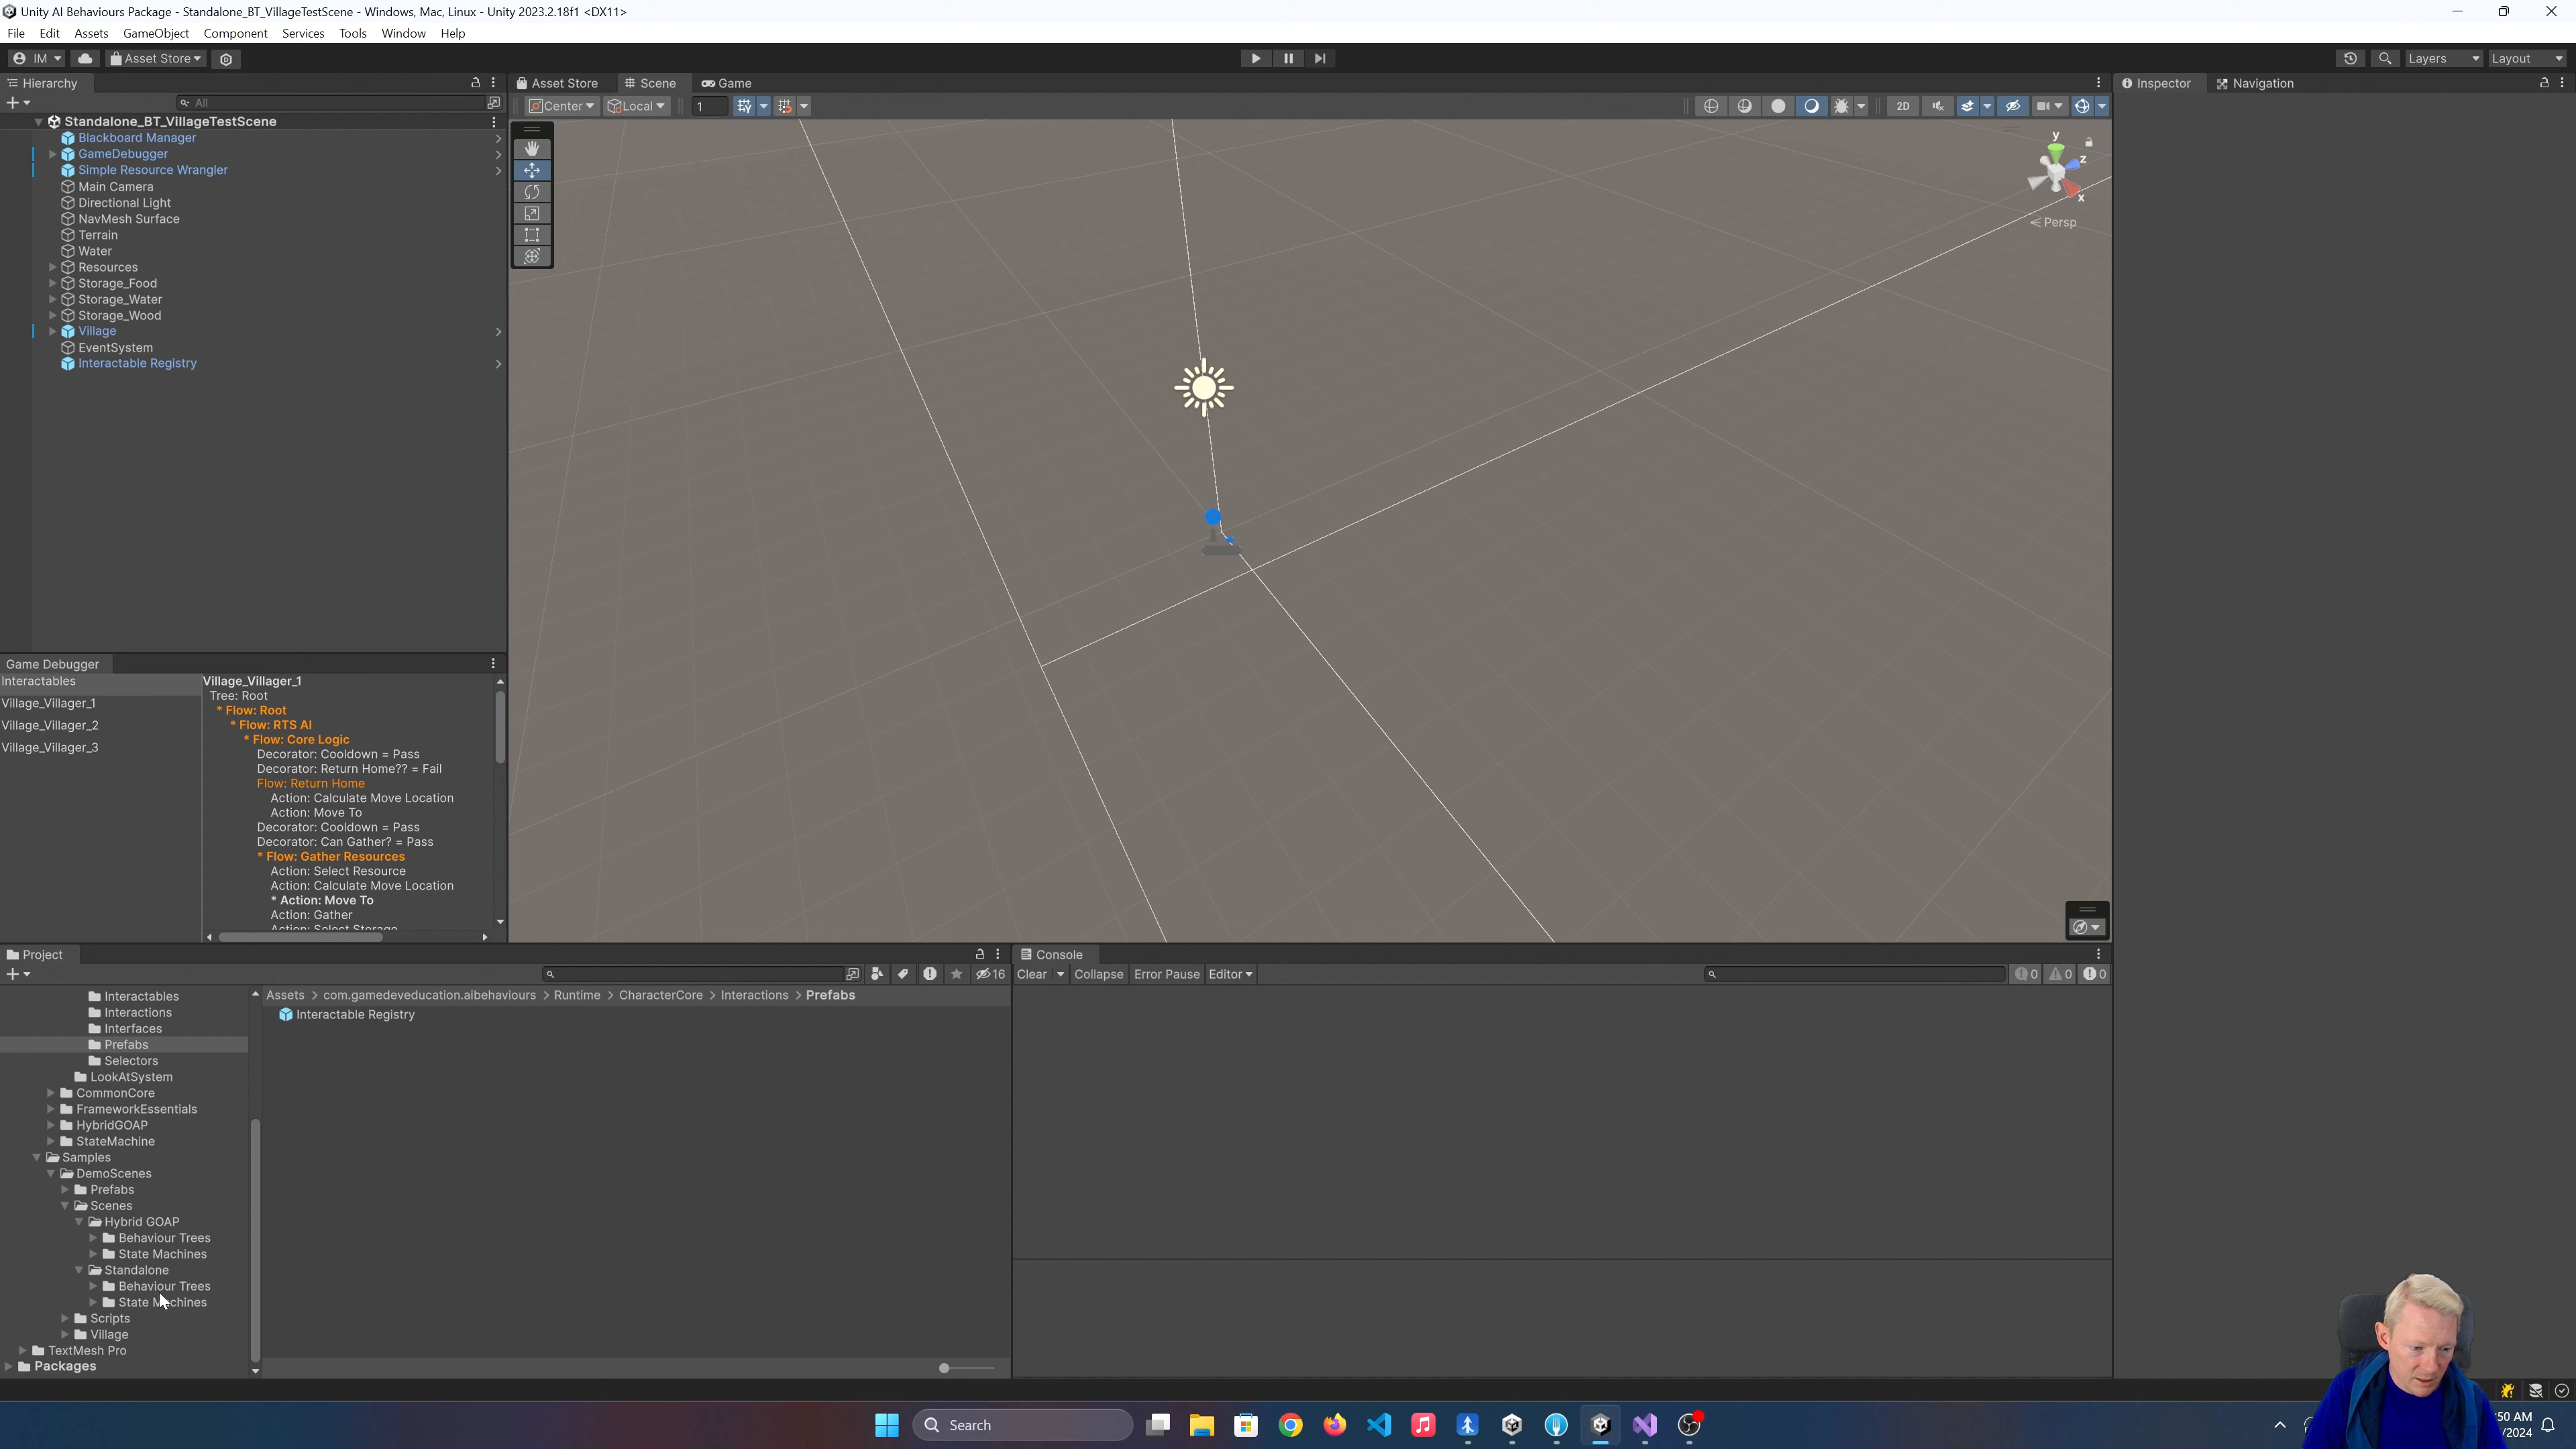 Unity AI Behaviours Package - Standalone_BT_VillageTestScene - Windows, Mac, Linux - Unity 2023.2.18f1 <DX11>
File Edit Assets GameObject Component Services Tools Window Help
IM Asset Store Layers Layout
Hierarchy
All
Standalone_BT_VillageTestScene
Blackboard Manager
GameDebugger
Simple Resource Wrangler
Main Camera
Directional Light
NavMesh Surface
Terrain
Water
Resources
Storage_Food
Storage_Water
Storage_Wood
Village
EventSystem
Interactable Registry
Asset Store Scene Game
Center Local 1 2D
y
z
x
Persp
Inspector Navigation
Game Debugger
Interactables
Village_Villager_1
Village_Villager_2
Village_Villager_3
Village_Villager_1
Tree: Root
* Flow: Root
* Flow: RTS AI
* Flow: Core Logic
Decorator: Cooldown = Pass
Decorator: Return Home?? = Fail
Flow: Return Home
Action: Calculate Move Location
Action: Move To
Decorator: Cooldown = Pass
Decorator: Can Gather? = Pass
* Flow: Gather Resources
Action: Select Resource
Action: Calculate Move Location
* Action: Move To
Action: Gather
Action: Select Storage
Project
16
Interactables
Interactions
Interfaces
Prefabs
Selectors
LookAtSystem
CommonCore
FrameworkEssentials
HybridGOAP
StateMachine
Samples
DemoScenes
Prefabs
Scenes
Hybrid GOAP
Behaviour Trees
State Machines
Standalone
Behaviour Trees
State Machines
Scripts
Village
TextMesh Pro
Packages
Assets > com.gamedeveducation.aibehaviours > Runtime > CharacterCore > Interactions > Prefabs
Interactable Registry
Console
Clear Collapse Error Pause Editor 0 0 0
Search
:50 AM
/2024